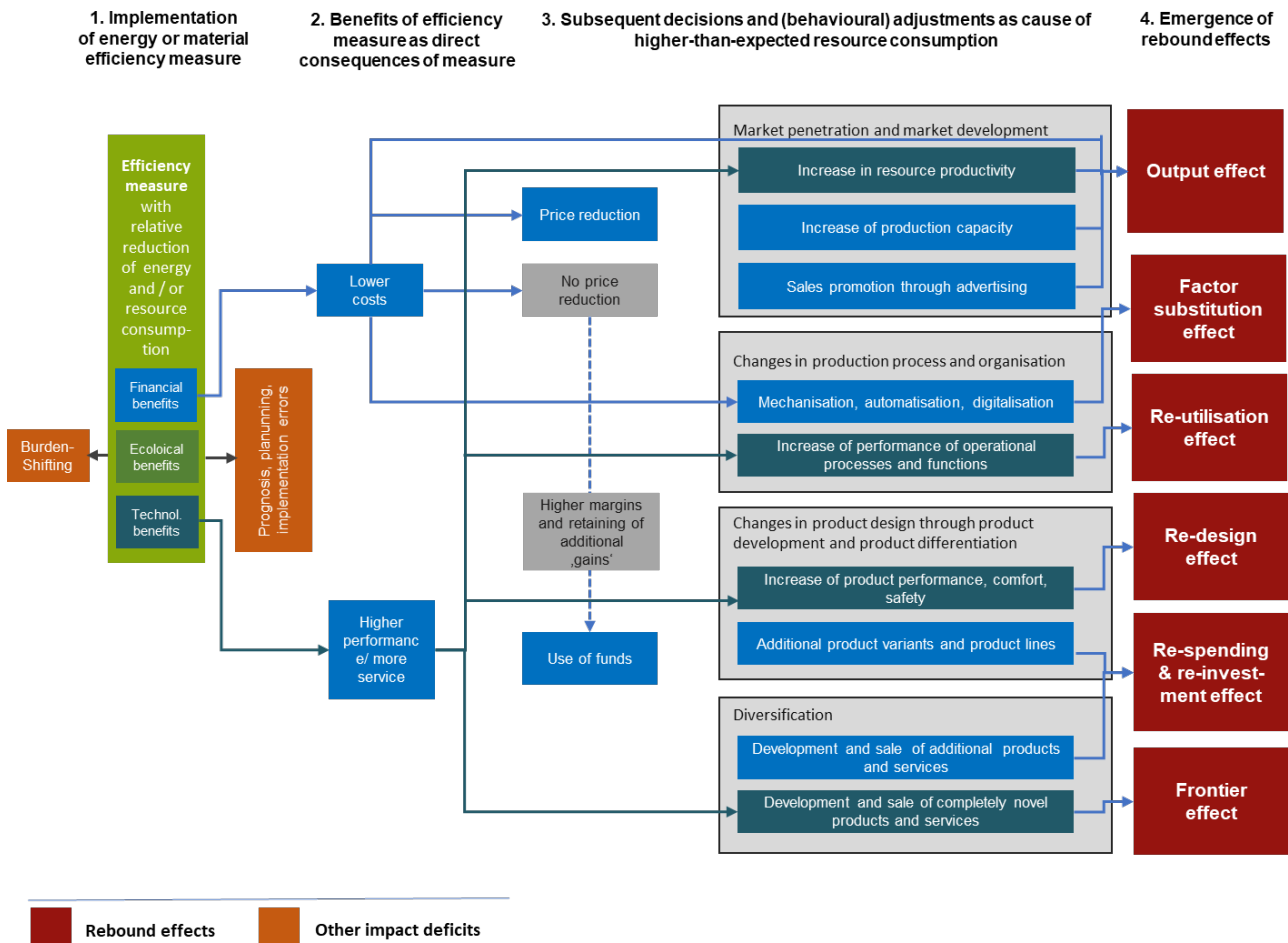 1. Implementation
of energy or material
efficiency measure
2. Benefits of efficiency
measure as direct
consequences of measure
3. Subsequent decisions and (behavioural) adjustments as cause of
higher-than-expected resource consumption
4. Emergence of
rebound effects
Efficiency
measure
with
relative
reduction
of energy
and / or
resource
consump-
tion
Financial
benefits
Ecoloical
benefits
Technol.
benefits
Burden-
Shifting
Prognosis, planunning,
implementation errors
Lower
costs
Higher
performanc
e/ more
service
Price reduction
No price
reduction
Higher margins
and retaining of
additional
‚gains‘
Use of funds
Market penetration and market development
Increase in resource productivity
Increase of production capacity
Sales promotion through advertising
Changes in production process and organisation
Mechanisation, automatisation, digitalisation
Increase of performance of operational
processes and functions
Changes in product design through product
development and product differentiation
Increase of product performance, comfort,
safety
Additional product variants and product lines
Diversification
Development and sale of additional products
and services
Development and sale of completely novel
products and services
Output effect
Factor
substitution
effect
Re-utilisation
effect
Re-design
effect
Re-spending
& re-invest-
ment effect
Frontier
effect
Rebound effects
Other impact deficits